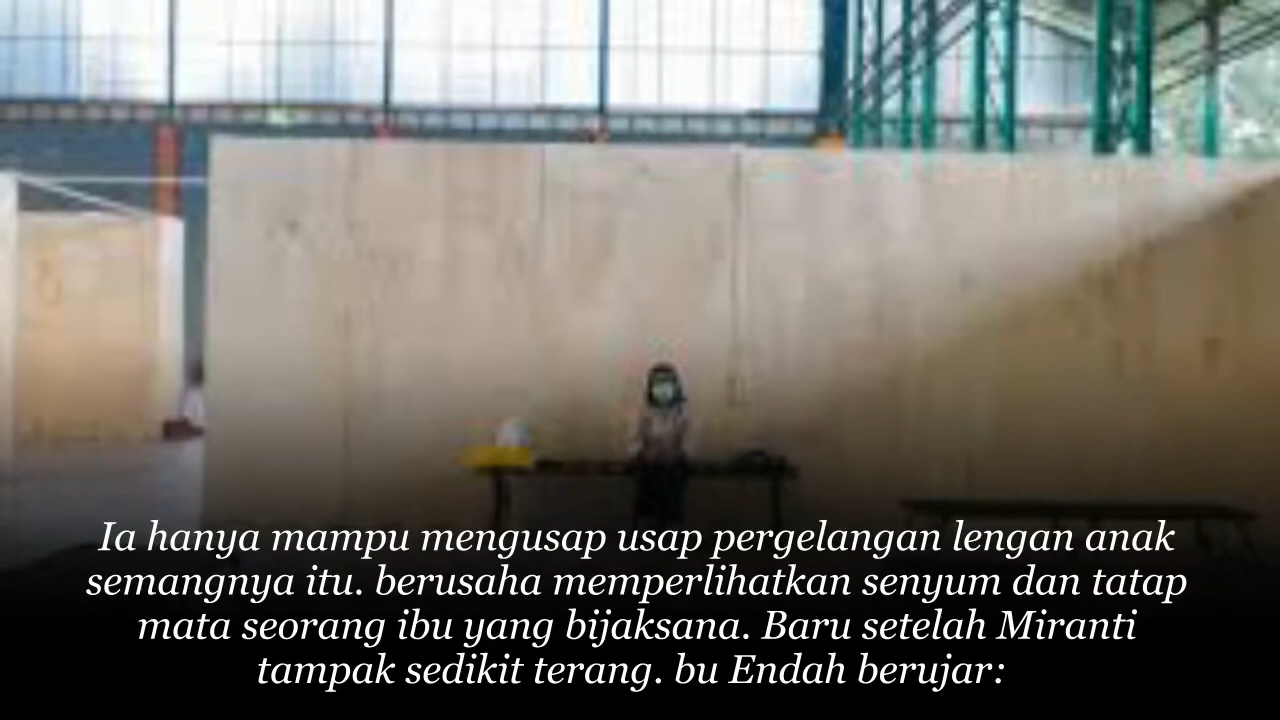 Ia hanya mampu mengusap usap pergelangan lengan anak
semangnya itu. berusaha memperlihatkan senyum dan tatap
mata seorang ibu yang bijaksana. Baru setelah Miranti
tampak sedikit terang. bu Endah berujar: